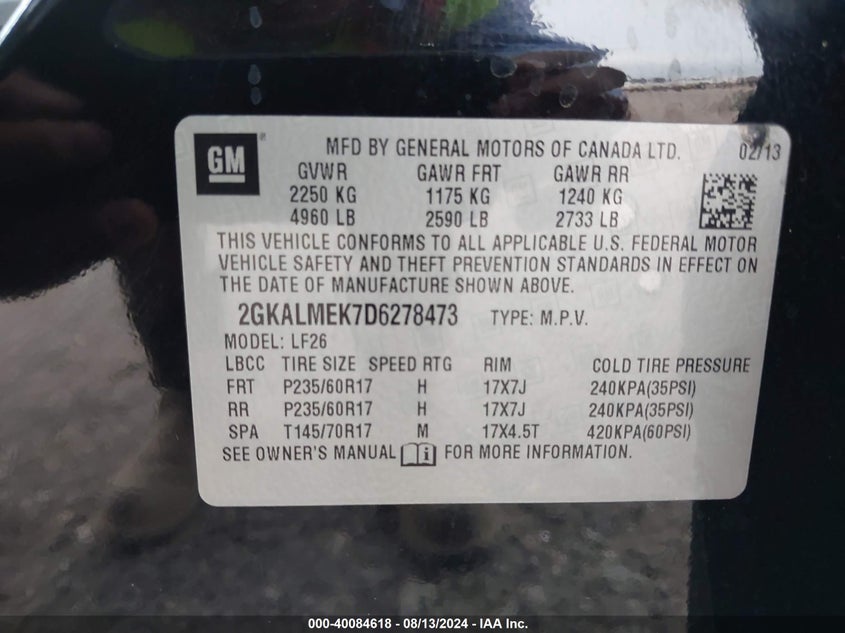 GM ® MFD BY GENERAL MOTORS OF CANADA LTD. 02/13
GVWR GAWR FRT GAWR RR
2250 KG 1175 KG 1240 KG
4960 LB 2590 LB 2733 LB
THIS VEHICLE CONFORMS TO ALL APPLICABLE U.S. FEDERAL MOTOR
VEHICLE SAFETY AND THEFT PREVENTION STANDARDS IN EFFECT ON
THE DATE OF MANUFACTURE SHOWN ABOVE.
2GKALMEK7D6278473 TYPE: M.P.V.
MODEL: LF26
LBCC TIRE SIZE SPEED RTG RIM COLD TIRE PRESSURE
FRT P235/60R17 H 17X7J 240KPA(35PSI)
RR P235/60R17 H 17X7J 240KPA(35PSI)
SPA T145/70R17 M 17X4.5T 420KPA(60PSI)
SEE OWNER'S MANUAL FOR MORE INFORMATION.
000-40084618 - 08/13/2024 - IAA Inc.